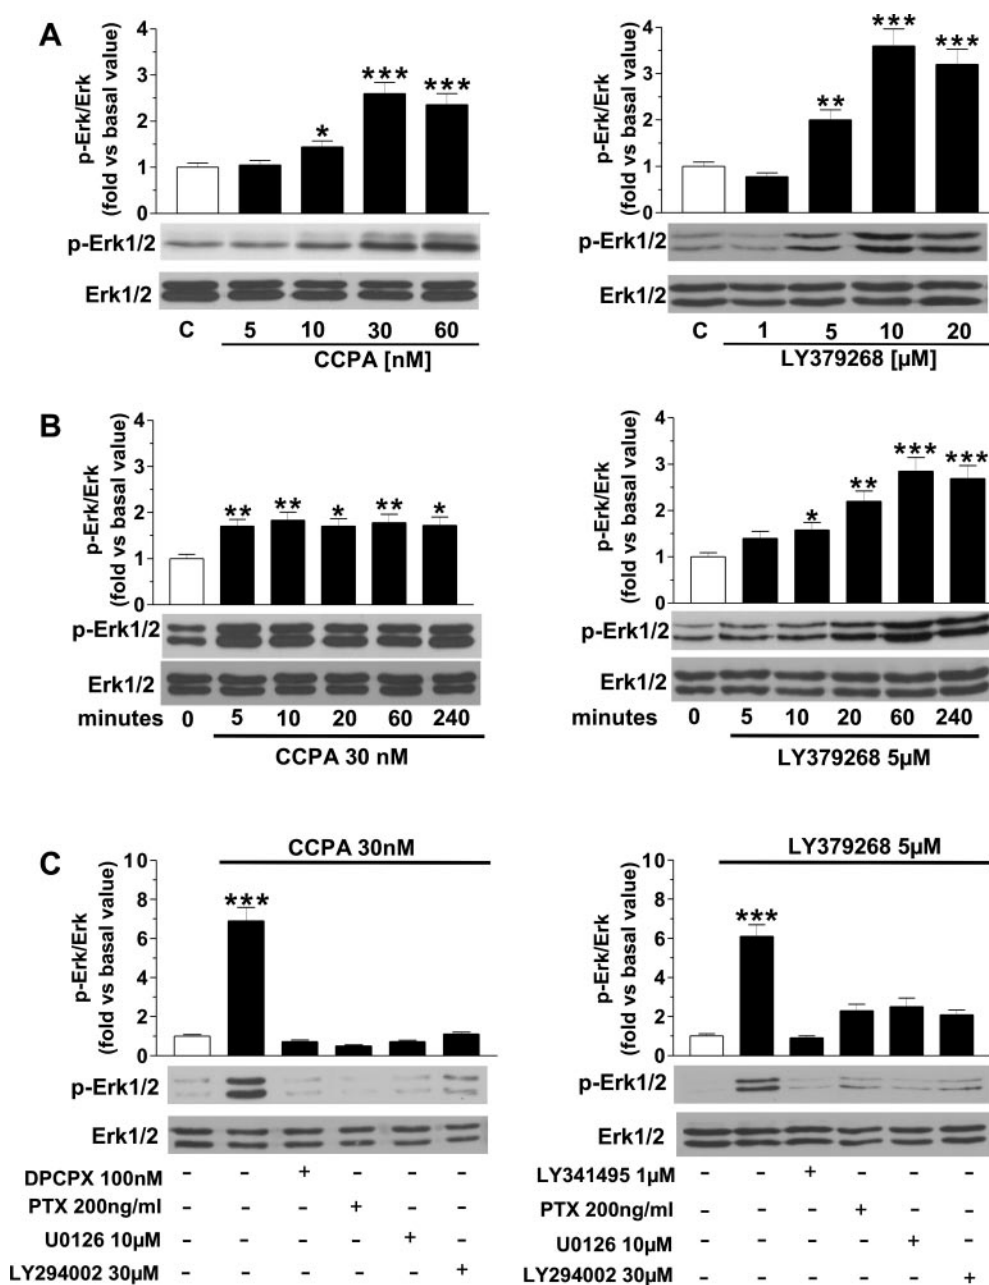 A
p-Erk/Erk
(fold vs basal value)
4
3
2
1
0
*
***
***
p-Erk1/2
Erk1/2
C 5 10 30 60
CCPA [nM]
p-Erk/Erk
(fold vs basal value)
4
3
2
1
0
**
***
***
p-Erk1/2
Erk1/2
C 1 5 10 20
LY379268 [µM]
B
p-Erk/Erk
(fold vs basal value)
4
3
2
1
0
** ** * ** *
p-Erk1/2
Erk1/2
minutes 0 5 10 20 60 240
CCPA 30 nM
p-Erk/Erk
(fold vs basal value)
4
3
2
1
0
* ** *** ***
p-Erk1/2
Erk1/2
minutes 0 5 10 20 60 240
LY379268 5µM
C
CCPA 30nM
p-Erk/Erk
(fold vs basal value)
10
8
6
4
2
0
***
p-Erk1/2
Erk1/2
DPCPX 100nM - - + - - -
PTX 200ng/ml - - - + - -
U0126 10µM - - - - + -
LY294002 30µM - - - - - +
LY379268 5µM
p-Erk/Erk
(fold vs basal value)
10
8
6
4
2
0
***
p-Erk1/2
Erk1/2
LY341495 1µM - - + - - -
PTX 200ng/ml - - - + - -
U0126 10µM - - - - + -
LY294002 30µM - - - - - +